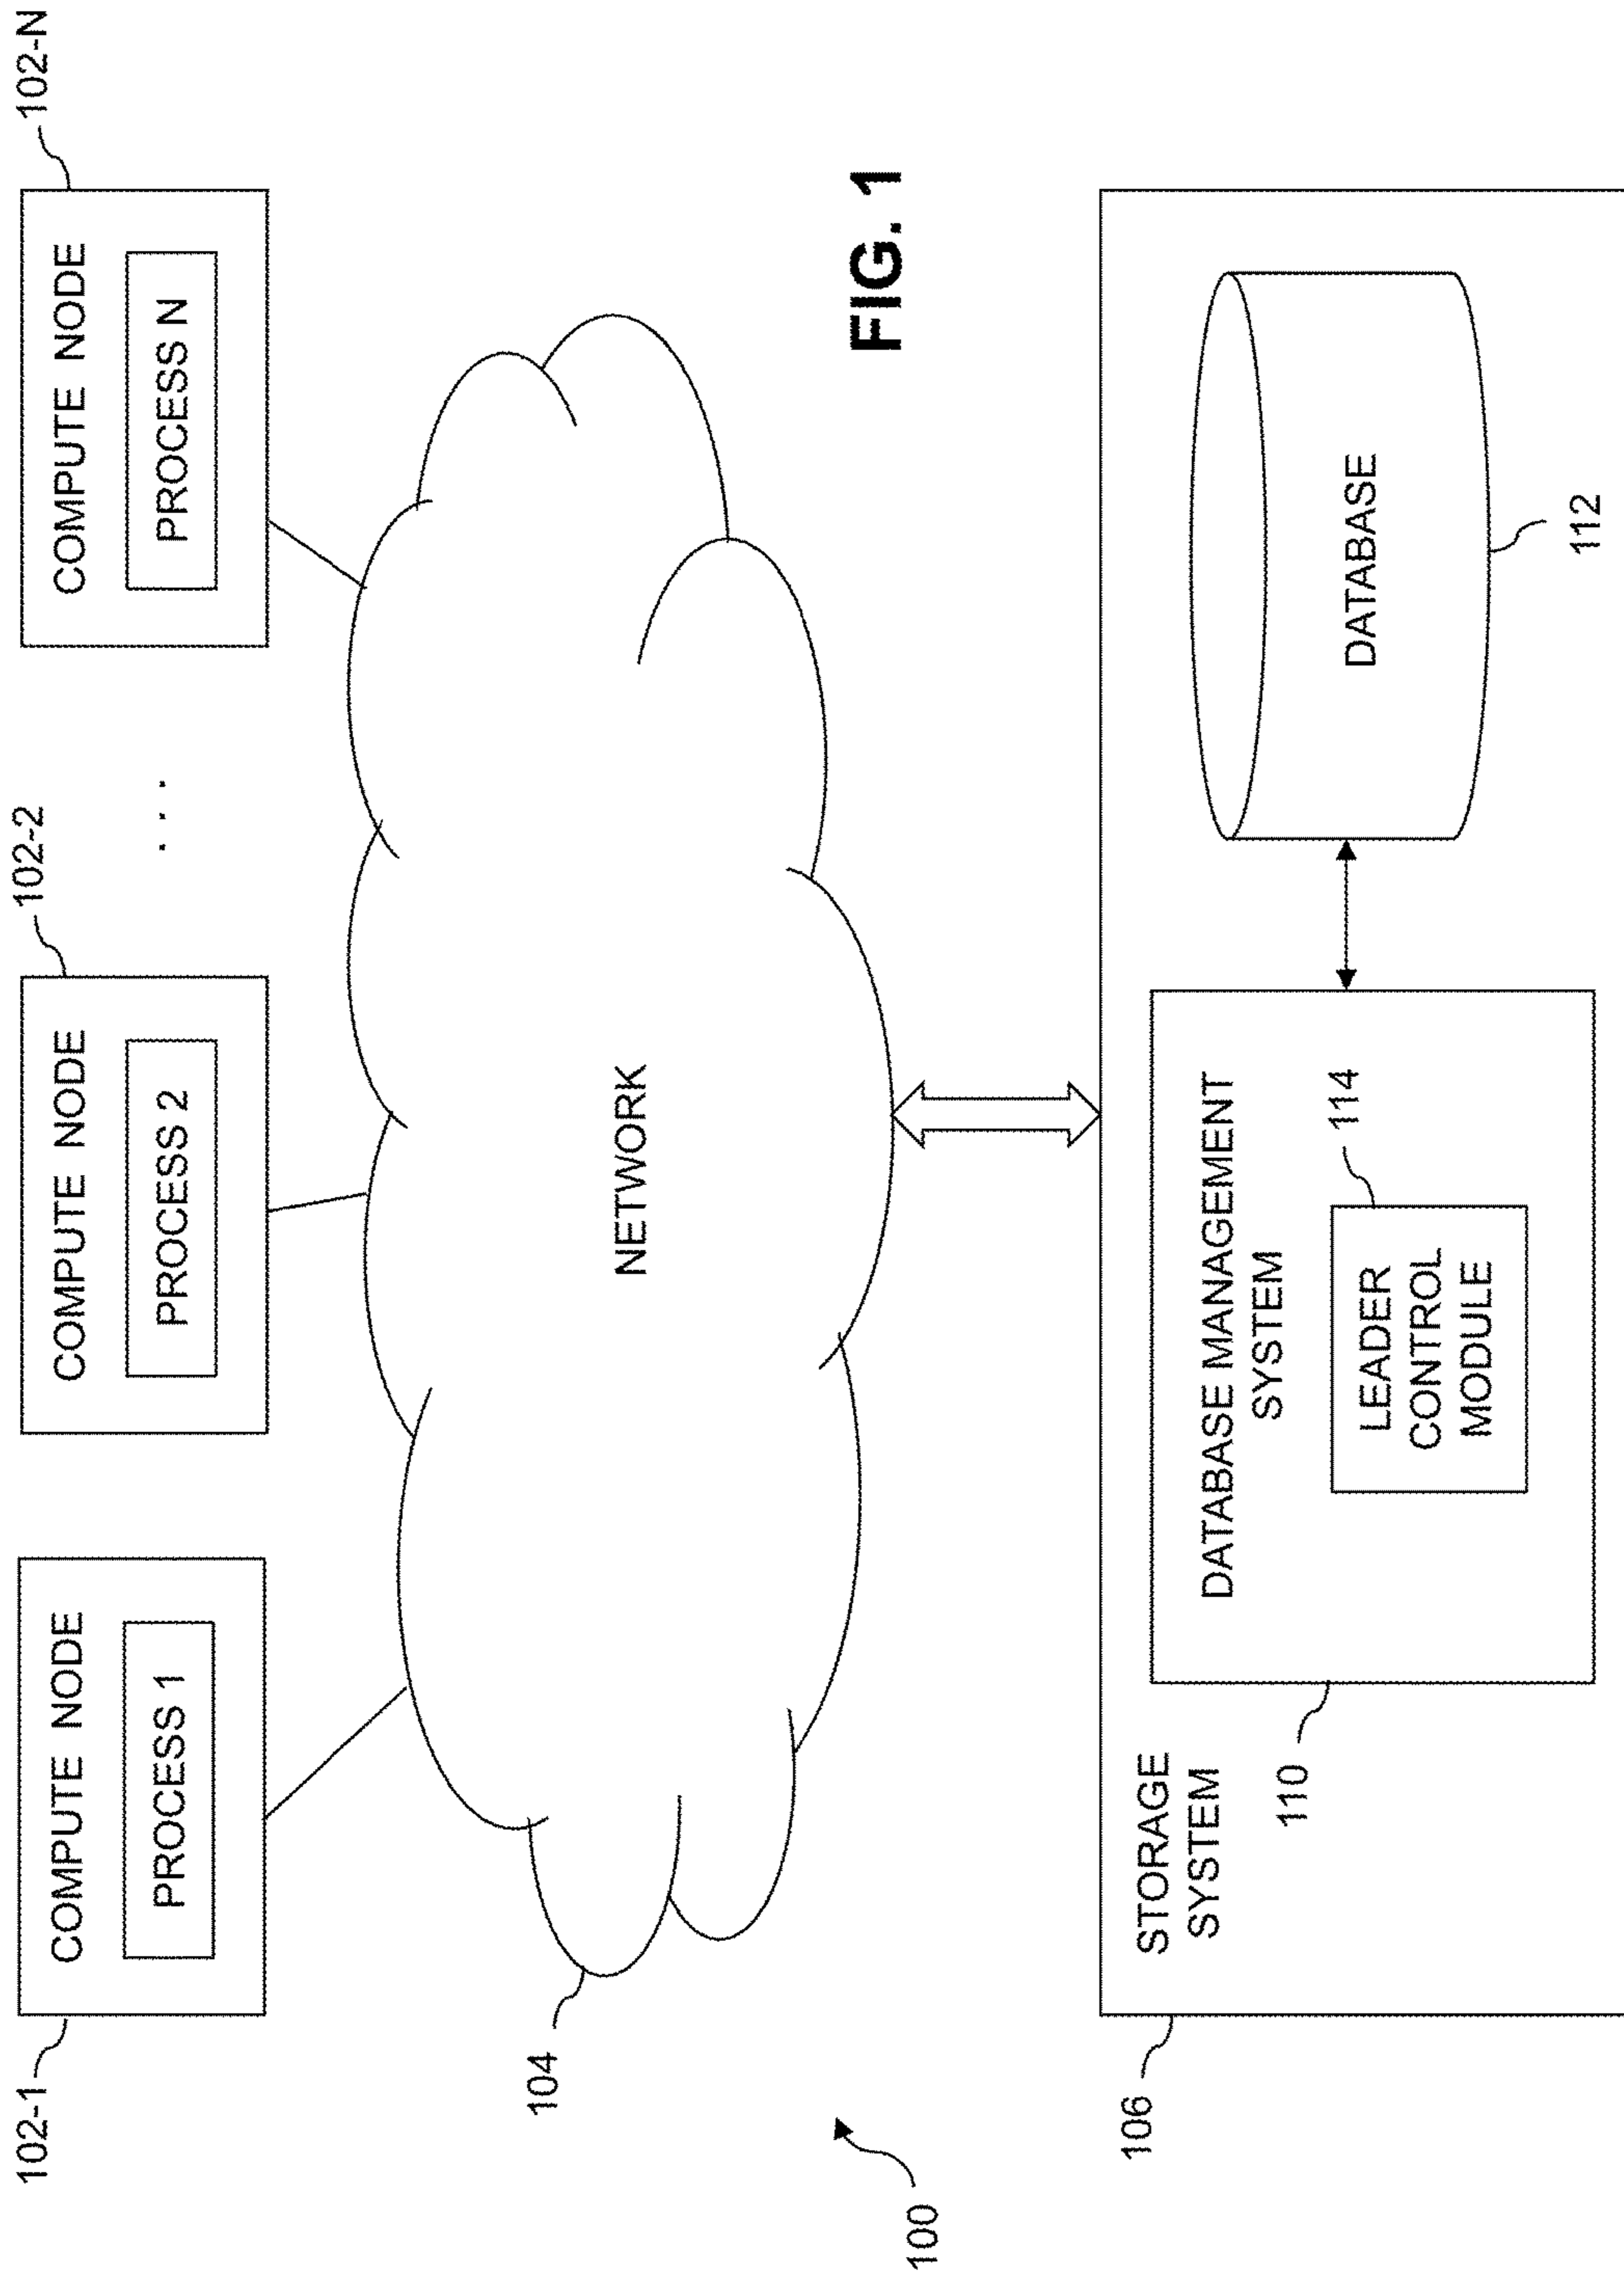 102-1
102-2
102-N
COMPUTE NODE
PROCESS 1
COMPUTE NODE
PROCESS 2
. . .
COMPUTE NODE
PROCESS N
104
NETWORK
100
FIG. 1
106
STORAGE
SYSTEM
110
DATABASE MANAGEMENT
SYSTEM
114
LEADER
CONTROL
MODULE
DATABASE
112